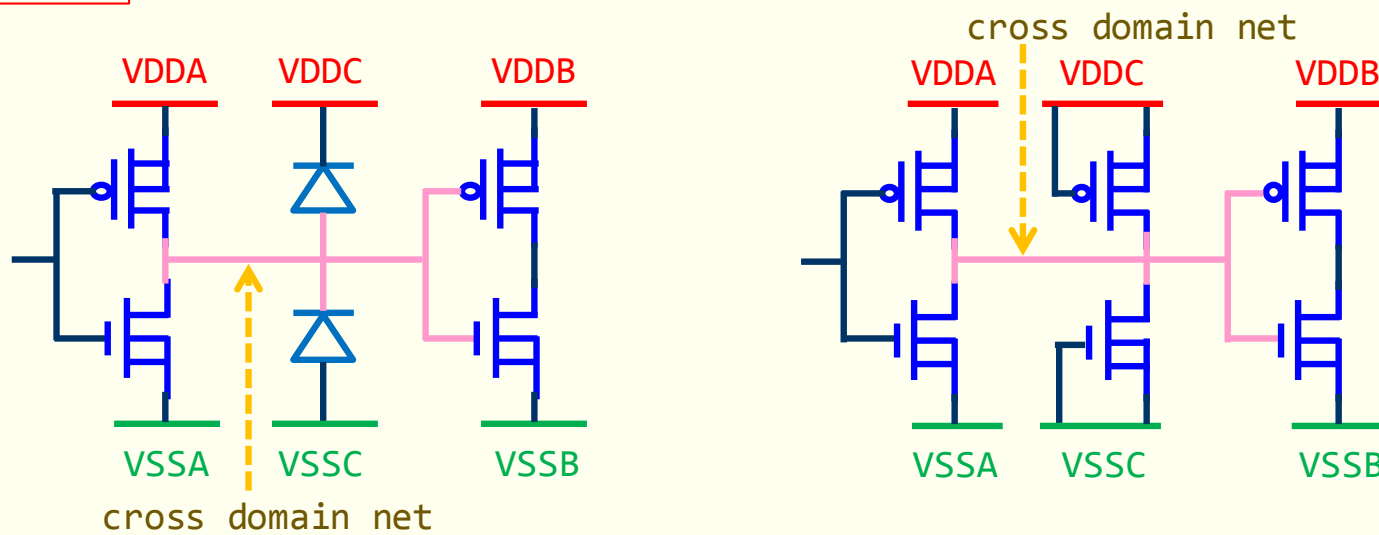 cross domain net
VDDA VDDC VDDB
VDDA VDDC VDDB
VSSA VSSC VSSB
VSSA VSSC VSSB
cross domain net